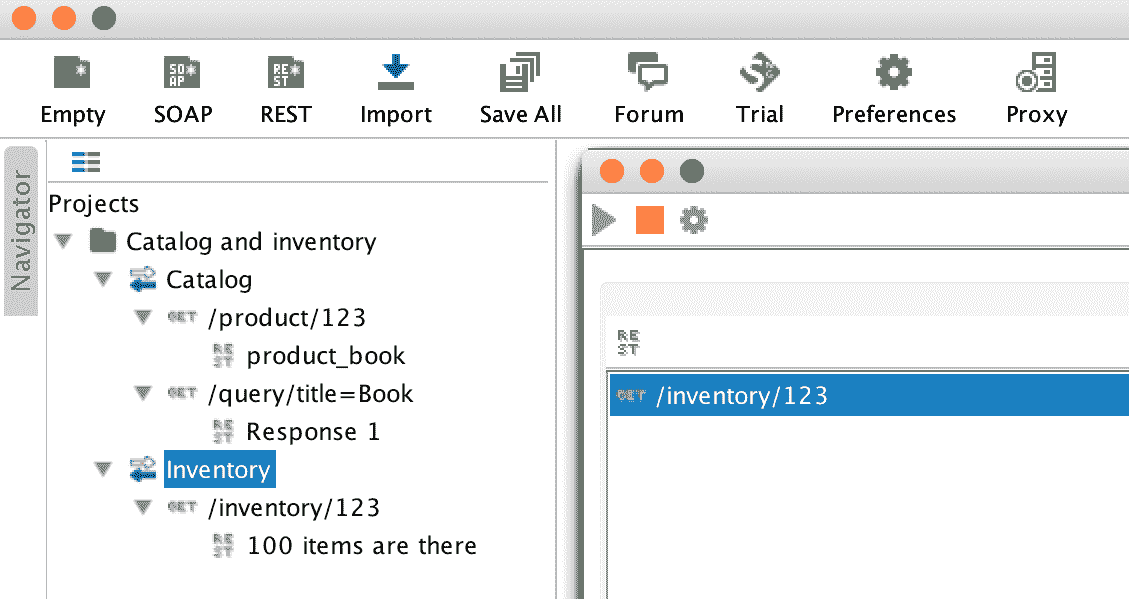 SOAP REST
Empty SOAP REST Import Save All Forum Trial Preferences Proxy
Navigator
Projects
Catalog and inventory
Catalog
GET /product/123
REST product_book
GET /query/title=Book
REST Response 1
Inventory
GET /inventory/123
REST 100 items are there
REST
GET /inventory/123